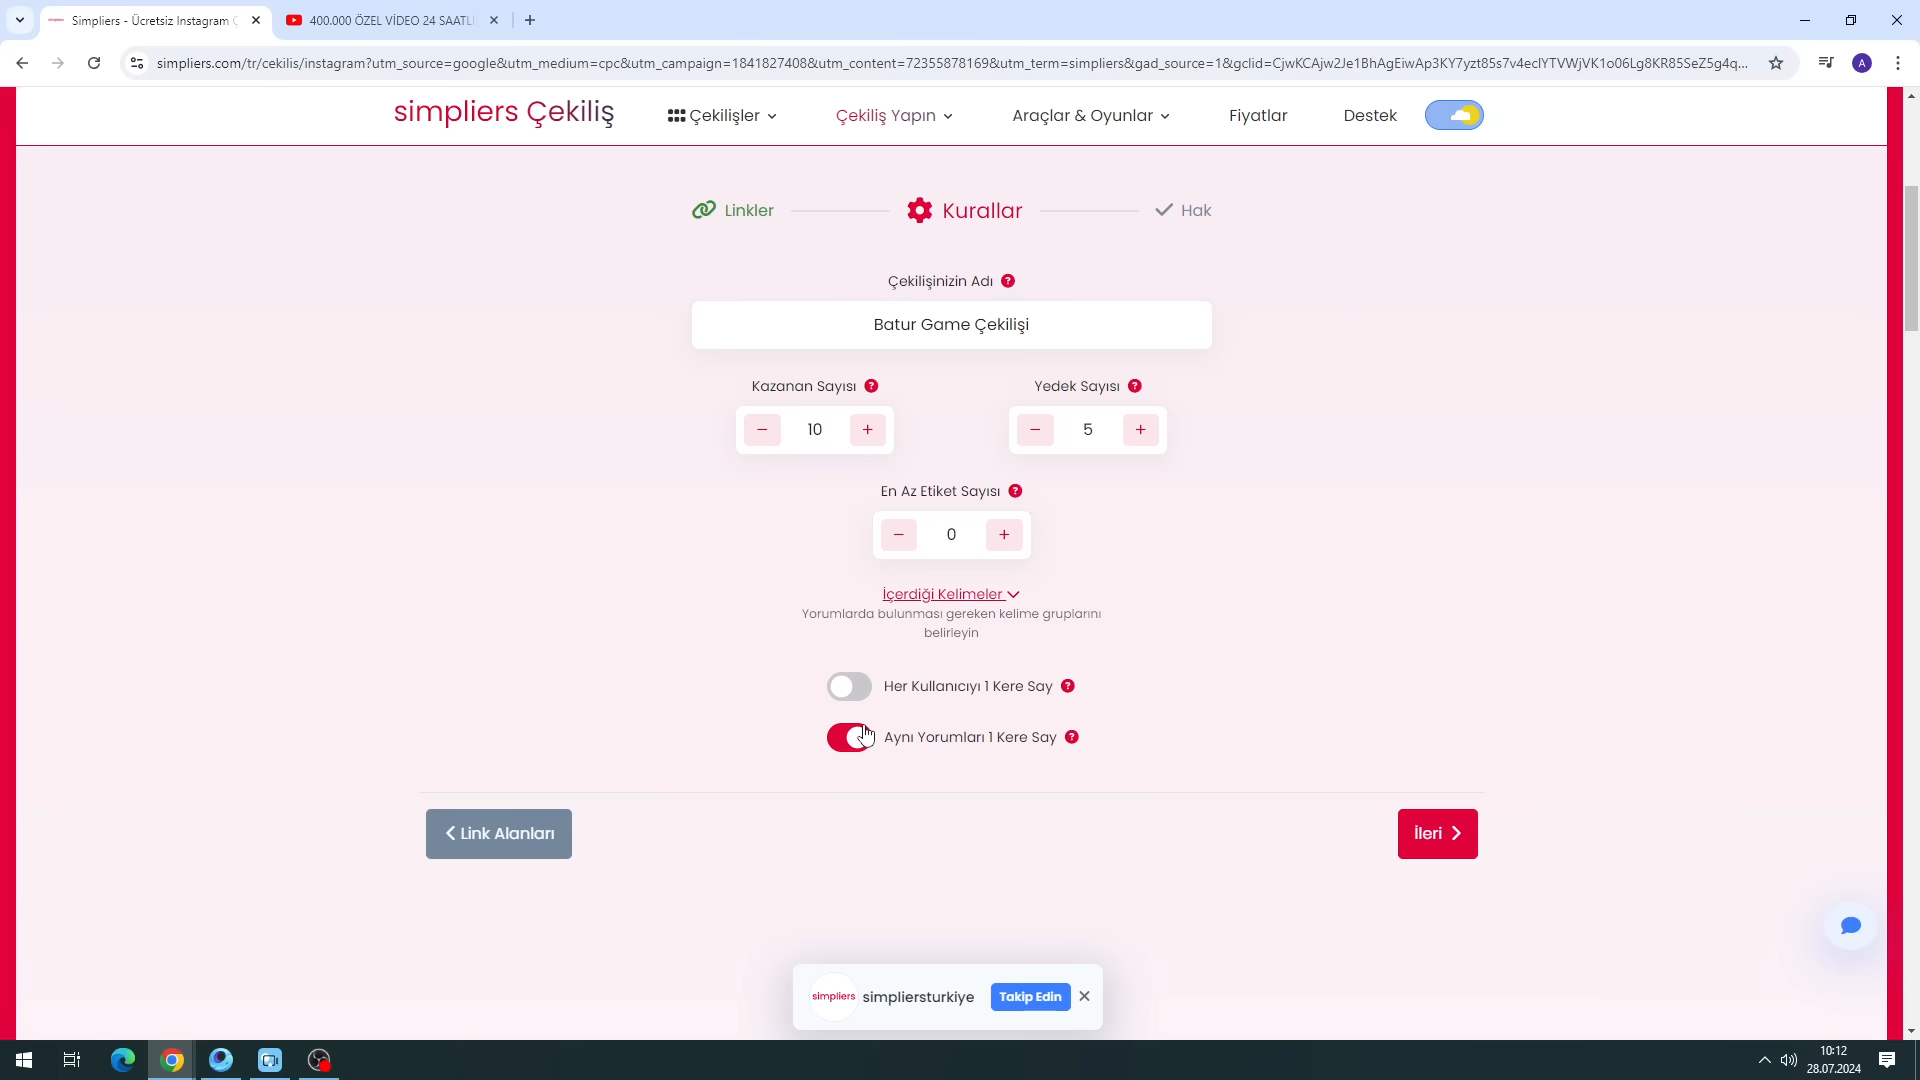 Simpliers - Ücretsiz Instagram Ç
400.000 ÖZEL VİDEO 24 SAATLİ
simpliers.com/tr/cekilis/instagram?utm_source=google&utm_medium=cpc&utm_campaign=1841827408&utm_content=72355878169&utm_term=simpliers&gad_source=1&gclid=CjwKCAjw2Je1BhAgEiwAp3KY7yzt85s7v4eclYTVWjVK1o06Lg8KR85SeZ5g4q...
A
simpliers Çekiliş
Çekilişler
Çekiliş Yapın
Araçlar & Oyunlar
Fiyatlar
Destek
Linkler
Kurallar
Hak
Çekilişinizin Adı ?
Batur Game Çekilişi
Kazanan Sayısı ?
Yedek Sayısı ?
− 10 +
− 5 +
En Az Etiket Sayısı ?
− 0 +
İçerdiği Kelimeler
Yorumlarda bulunması gereken kelime gruplarını
belirleyin
Her Kullanıcıyı 1 Kere Say ?
Aynı Yorumları 1 Kere Say ?
Link Alanları
İleri
simpliers
simpliersturkiye
Takip Edin
10:12
28.07.2024